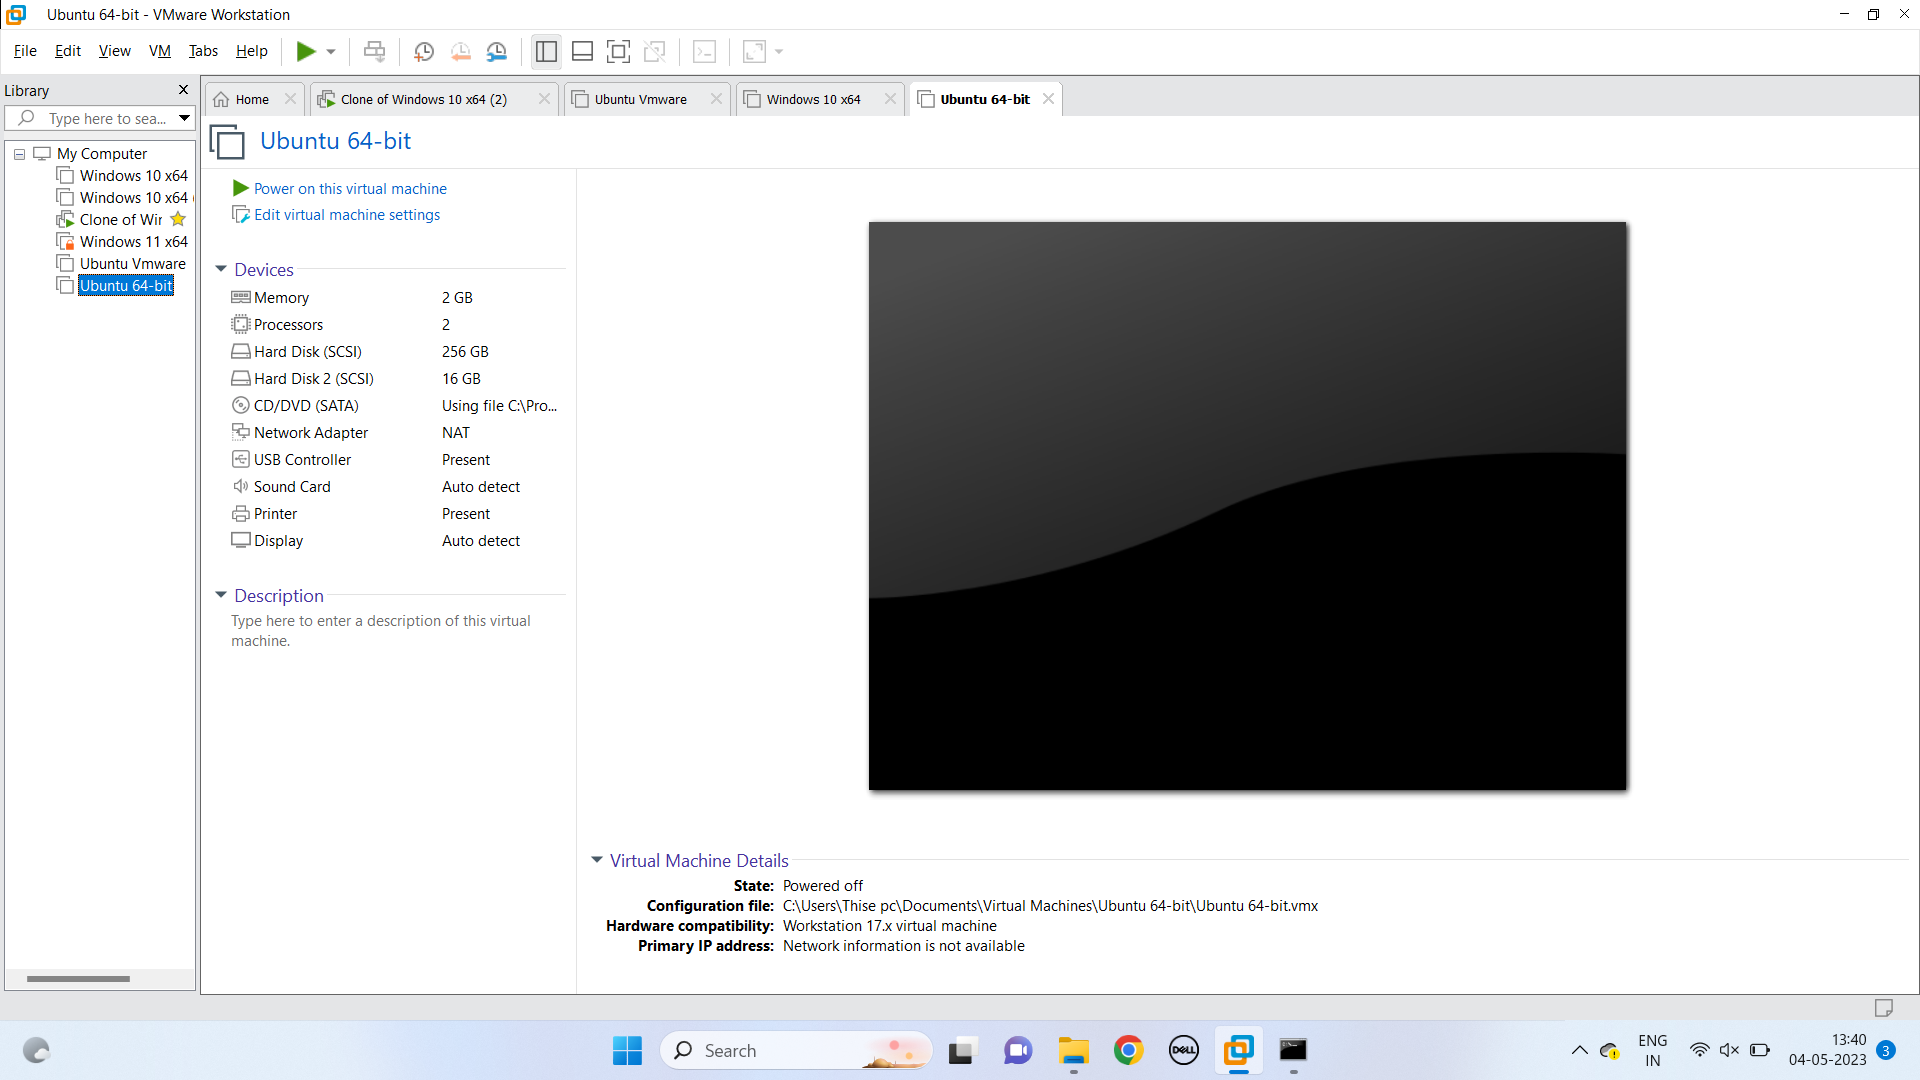 Ubuntu 64-bit - VMware Workstation
File Edit View VM Tabs Help
Library
Type here to sea...
My Computer
Windows 10 x64
Windows 10 x64
Clone of Wir
Windows 11 x64
Ubuntu Vmware
Ubuntu 64-bit
Home
Clone of Windows 10 x64 (2)
Ubuntu Vmware
Windows 10 x64
Ubuntu 64-bit
Ubuntu 64-bit
Power on this virtual machine
Edit virtual machine settings
Devices
Memory 2 GB
Processors 2
Hard Disk (SCSI) 256 GB
Hard Disk 2 (SCSI) 16 GB
CD/DVD (SATA) Using file C:\Pro...
Network Adapter NAT
USB Controller Present
Sound Card Auto detect
Printer Present
Display Auto detect
Description
Type here to enter a description of this virtual
machine.
Virtual Machine Details
State: Powered off
Configuration file: C:\Users\Thise pc\Documents\Virtual Machines\Ubuntu 64-bit\Ubuntu 64-bit.vmx
Hardware compatibility: Workstation 17.x virtual machine
Primary IP address: Network information is not available
Search
DELL
ENG
IN
13:40
04-05-2023
3